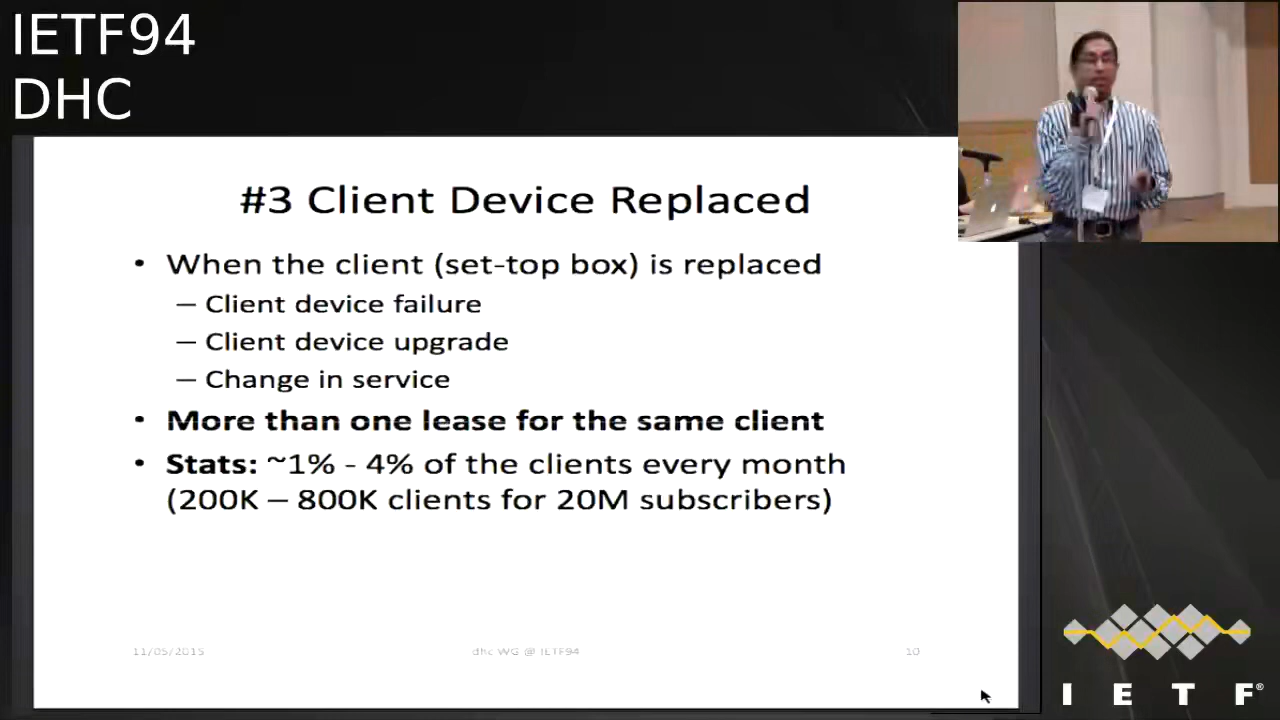 IETF94
DHC
#3 Client Device Replaced
• When the client (set-top box) is replaced
– Client device failure
– Client device upgrade
– Change in service
• More than one lease for the same client
• Stats: ~1% - 4% of the clients every month
(200K – 800K clients for 20M subscribers)
11/05/2015
dhc WG @ IETF94
10
I E T F®